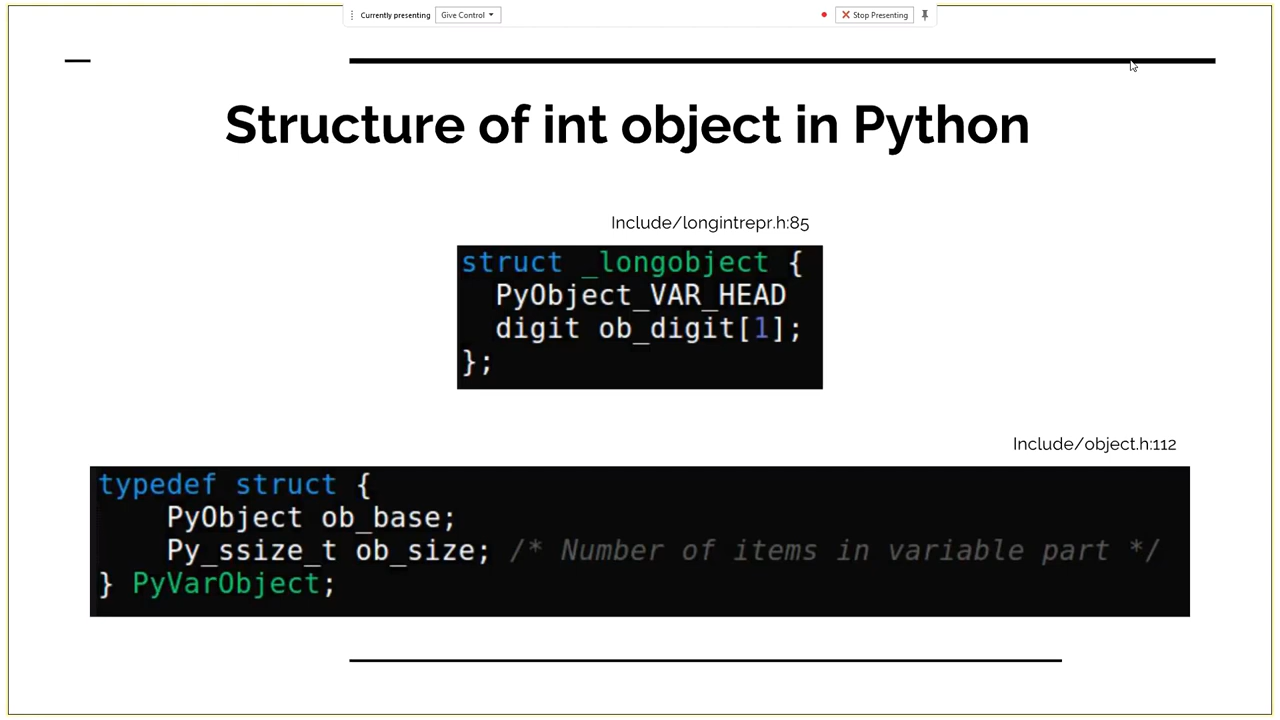 Currently presenting Give Control Stop Presenting
Structure of int object in Python
Include/longintrepr.h:85
struct _longobject {
PyObject_VAR_HEAD
digit ob_digit[1];
};
Include/object.h:112
typedef struct {
PyObject ob_base;
Py_ssize_t ob_size; /* Number of items in variable part */
} PyVarObject;